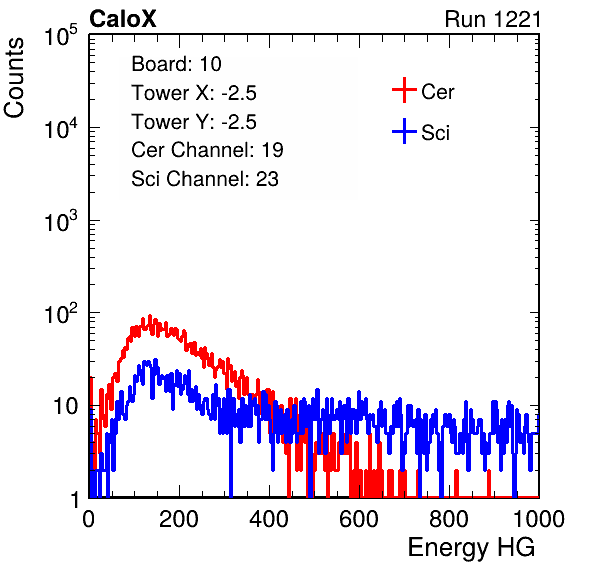 CaloX Run 1221
Counts
10^5
10^4
10^3
10^2
10
1
Board: 10
Tower X: -2.5
Tower Y: -2.5
Cer Channel: 19
Sci Channel: 23
Cer
Sci
0 200 400 600 800 1000
Energy HG